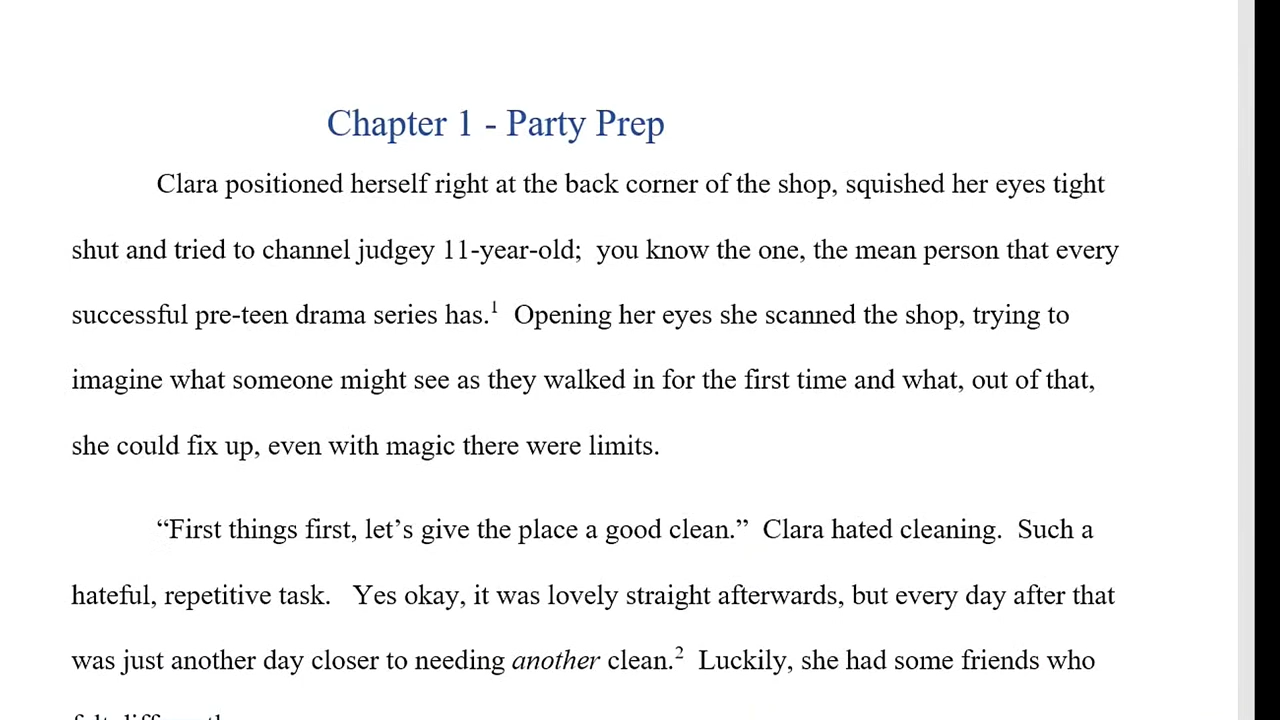 Chapter 1 - Party Prep
Clara positioned herself right at the back corner of the shop, squished her eyes tight
shut and tried to channel judgey 11-year-old;  you know the one, the mean person that every
successful pre-teen drama series has.1  Opening her eyes she scanned the shop, trying to
imagine what someone might see as they walked in for the first time and what, out of that,
she could fix up, even with magic there were limits.
“First things first, let’s give the place a good clean.”  Clara hated cleaning.  Such a
hateful, repetitive task.   Yes okay, it was lovely straight afterwards, but every day after that
was just another day closer to needing another clean.2  Luckily, she had some friends who